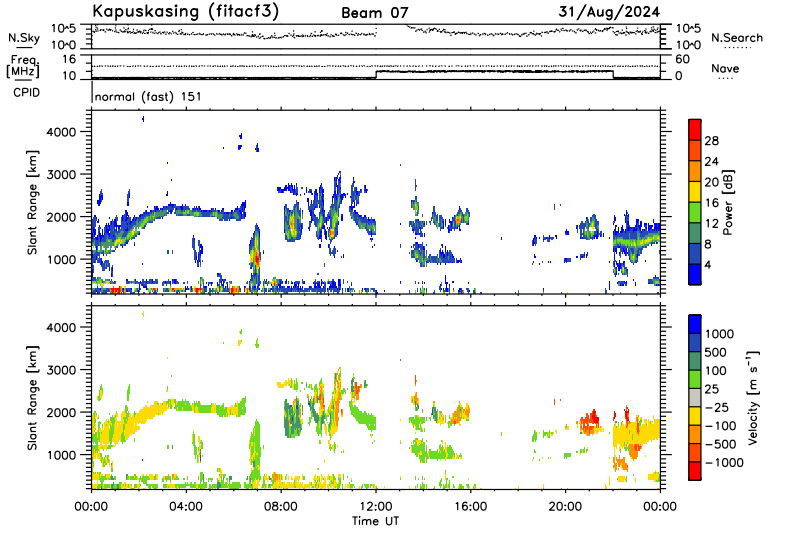 Kapuskasing (fitacf3) Beam 07 31/Aug/2024
N.Sky 10^5 10^0 10^5 10^0 N.Search
Freq. [MHz] 16 10 60 0 Nave
CPID normal (fast) 151
Slant Range [km]
4000
3000
2000
1000
28
24
20
16
12
8
4
Power [dB]
Slant Range [km]
4000
3000
2000
1000
1000
500
100
25
-25
-100
-500
-1000
Velocity [m s⁻¹]
00:00 04:00 08:00 12:00 16:00 20:00 00:00
Time UT